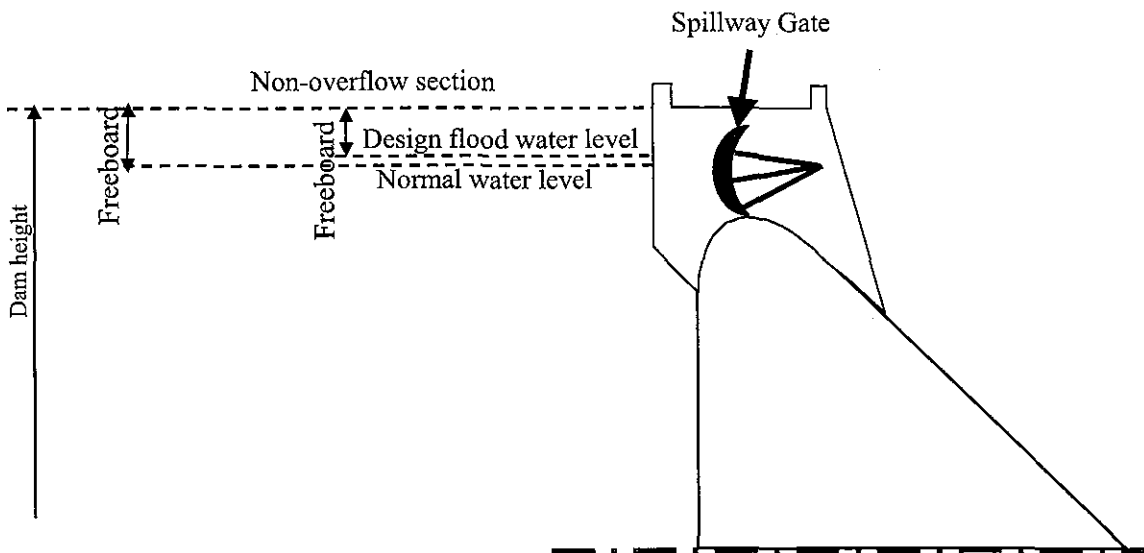 Spillway Gate
Non-overflow section
Freeboard
Freeboard
Design flood water level
Normal water level
Dam height